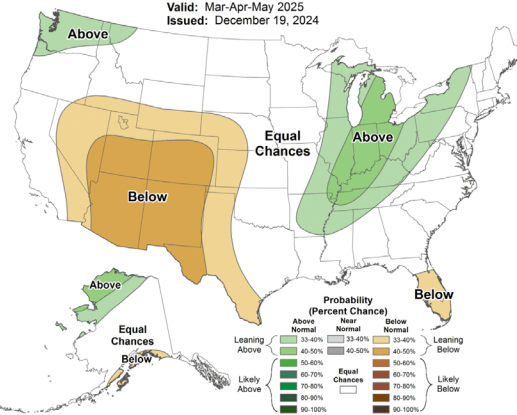 Valid: Mar-Apr-May 2025
Issued: December 19, 2024
Above
Equal
Chances
Above
Below
Above
Equal
Chances
Below
Below
Probability
(Percent Chance)
Above
Normal
Near
Normal
Below
Normal
Leaning
Above
33-40%
40-50%
33-40%
40-50%
33-40%
40-50%
Leaning
Below
Likely
Above
50-60%
60-70%
70-80%
80-90%
90-100%
Equal
Chances
50-60%
60-70%
70-80%
80-90%
90-100%
Likely
Below